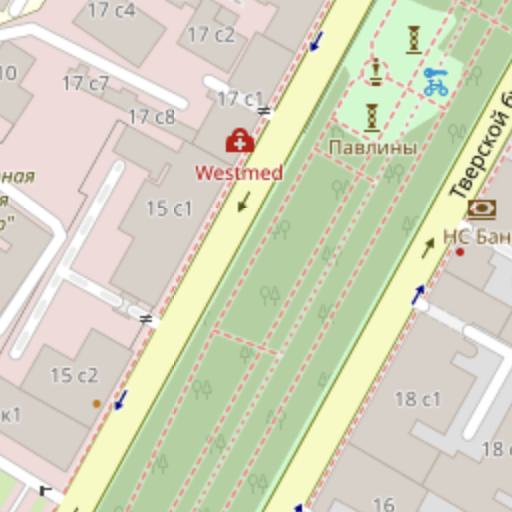 17 с4
17 с2
10
17 с7
17 с1
17 с8
Павлины
Тверской б
Westmed
ная
я
р"
15 с1
НС Бан
15 с2
18 с1
к1
18
16